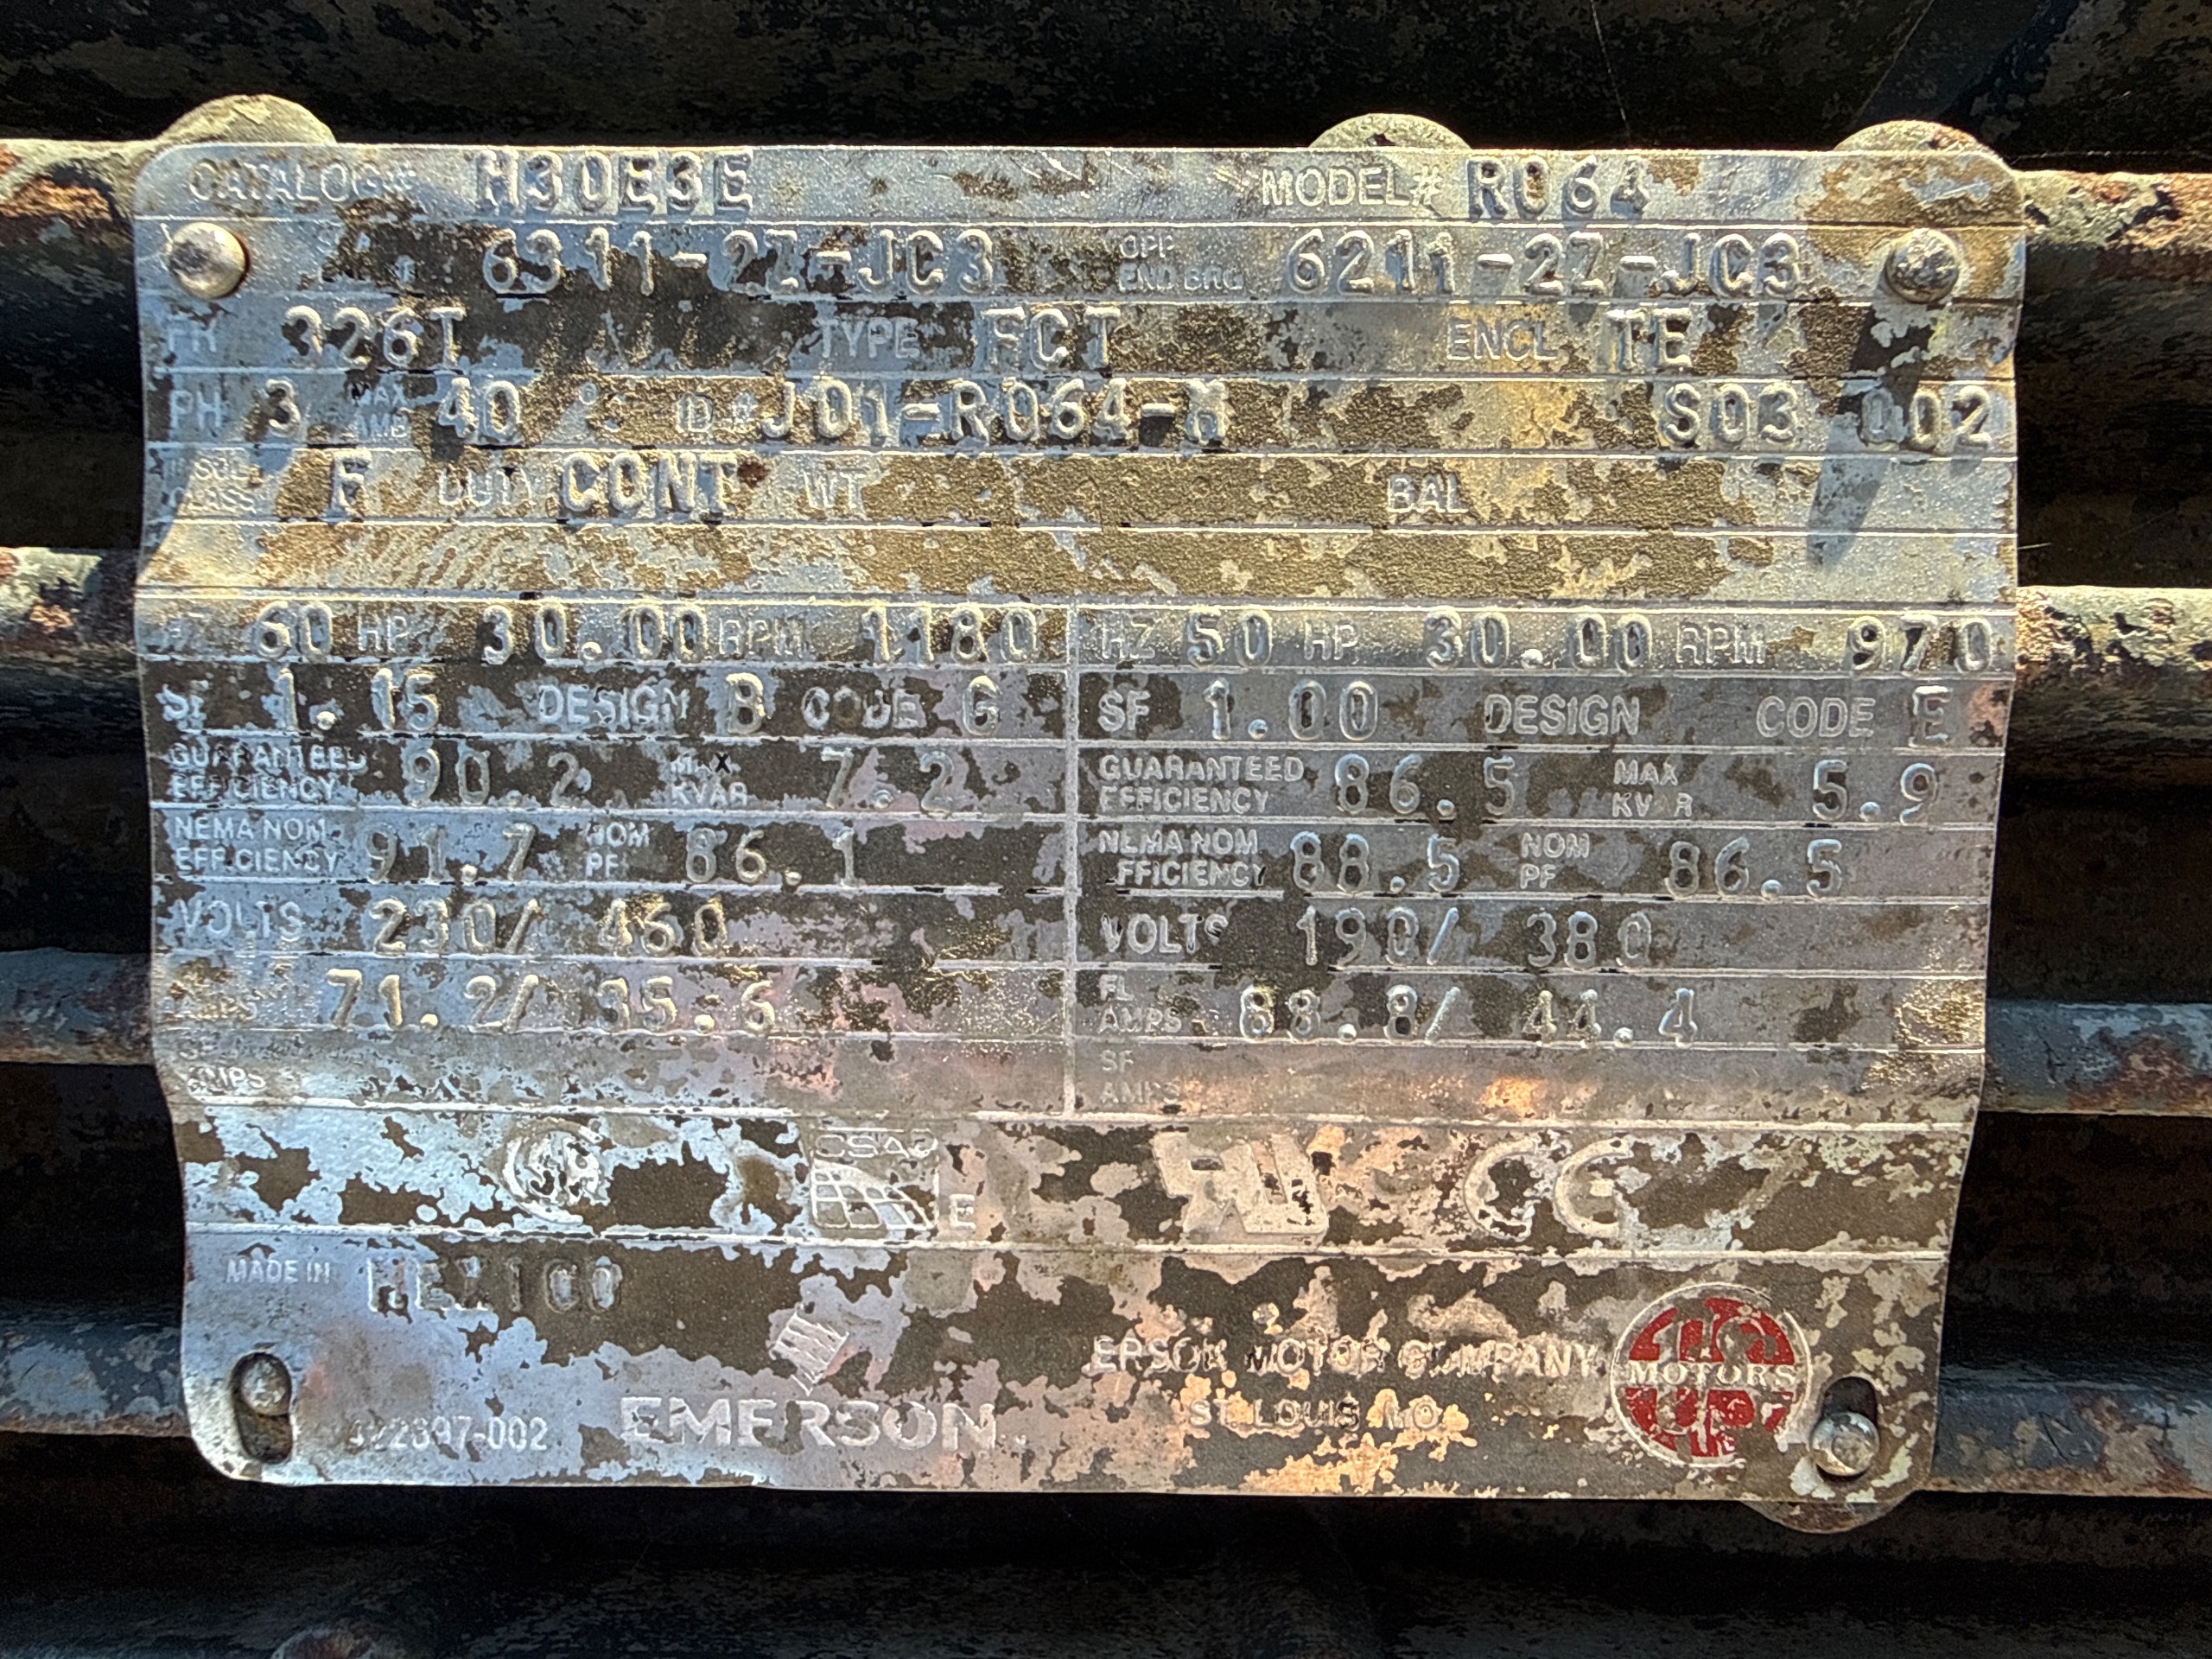 CATALOG# H30E3E MODEL# R064
6311-2Z-JC3 OPP END BRG 6211-2Z-JC3
FR 326T TYPE FCT ENCL TE
PH 3 MAX AMB 40 °C ID# J01-R064-M S03 002
INSUL CLASS F DUTY CONT WT BAL
HZ 60 HP 30.00 RPM 1180 HZ 50 HP 30.00 RPM 970
SF 1.15 DESIGN B CODE G SF 1.00 DESIGN CODE E
GUARANTEED EFFICIENCY 90.2 MAX KVAR 7.2 GUARANTEED EFFICIENCY 86.5 MAX KVAR 5.9
NEMA NOM EFFICIENCY 91.7 NOM PF 86.1 NEMA NOM EFFICIENCY 88.5 NOM PF 86.5
VOLTS 230/ 460 VOLTS 190/ 380
AMPS 71.2/ 35.6 FL AMPS 88.8/ 44.4
AMPS SF AMPS
CSA E CE
MADE IN MEXICO
EMERSON MOTOR COMPANY
ST. LOUIS MO.
EMERSON
US MOTORS